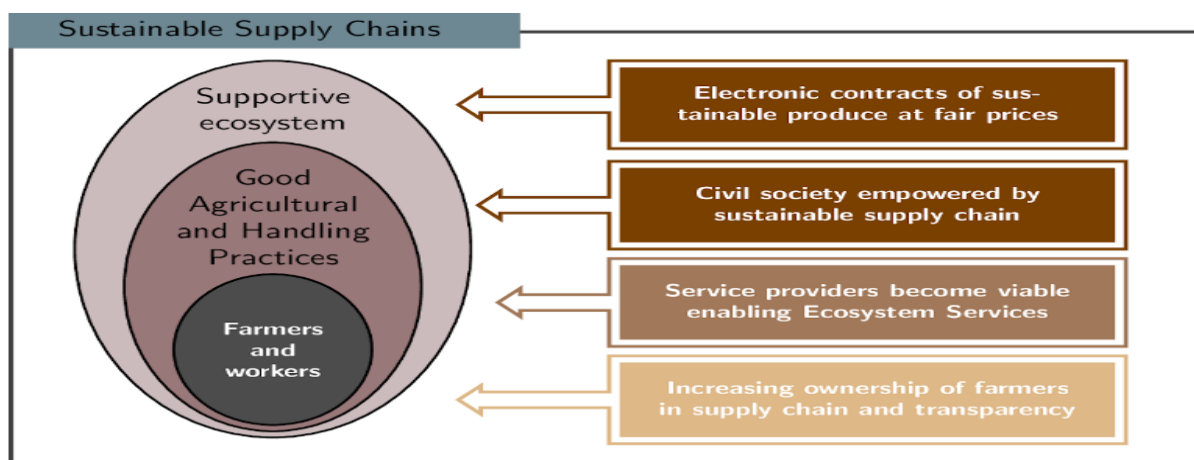 Sustainable Supply Chains
Supportive
ecosystem
Good
Agricultural
and Handling
Practices
Farmers
and
workers
Electronic contracts of sus-
tainable produce at fair prices
Civil society empowered by
sustainable supply chain
Service providers become viable
enabling Ecosystem Services
Increasing ownership of farmers
in supply chain and transparency